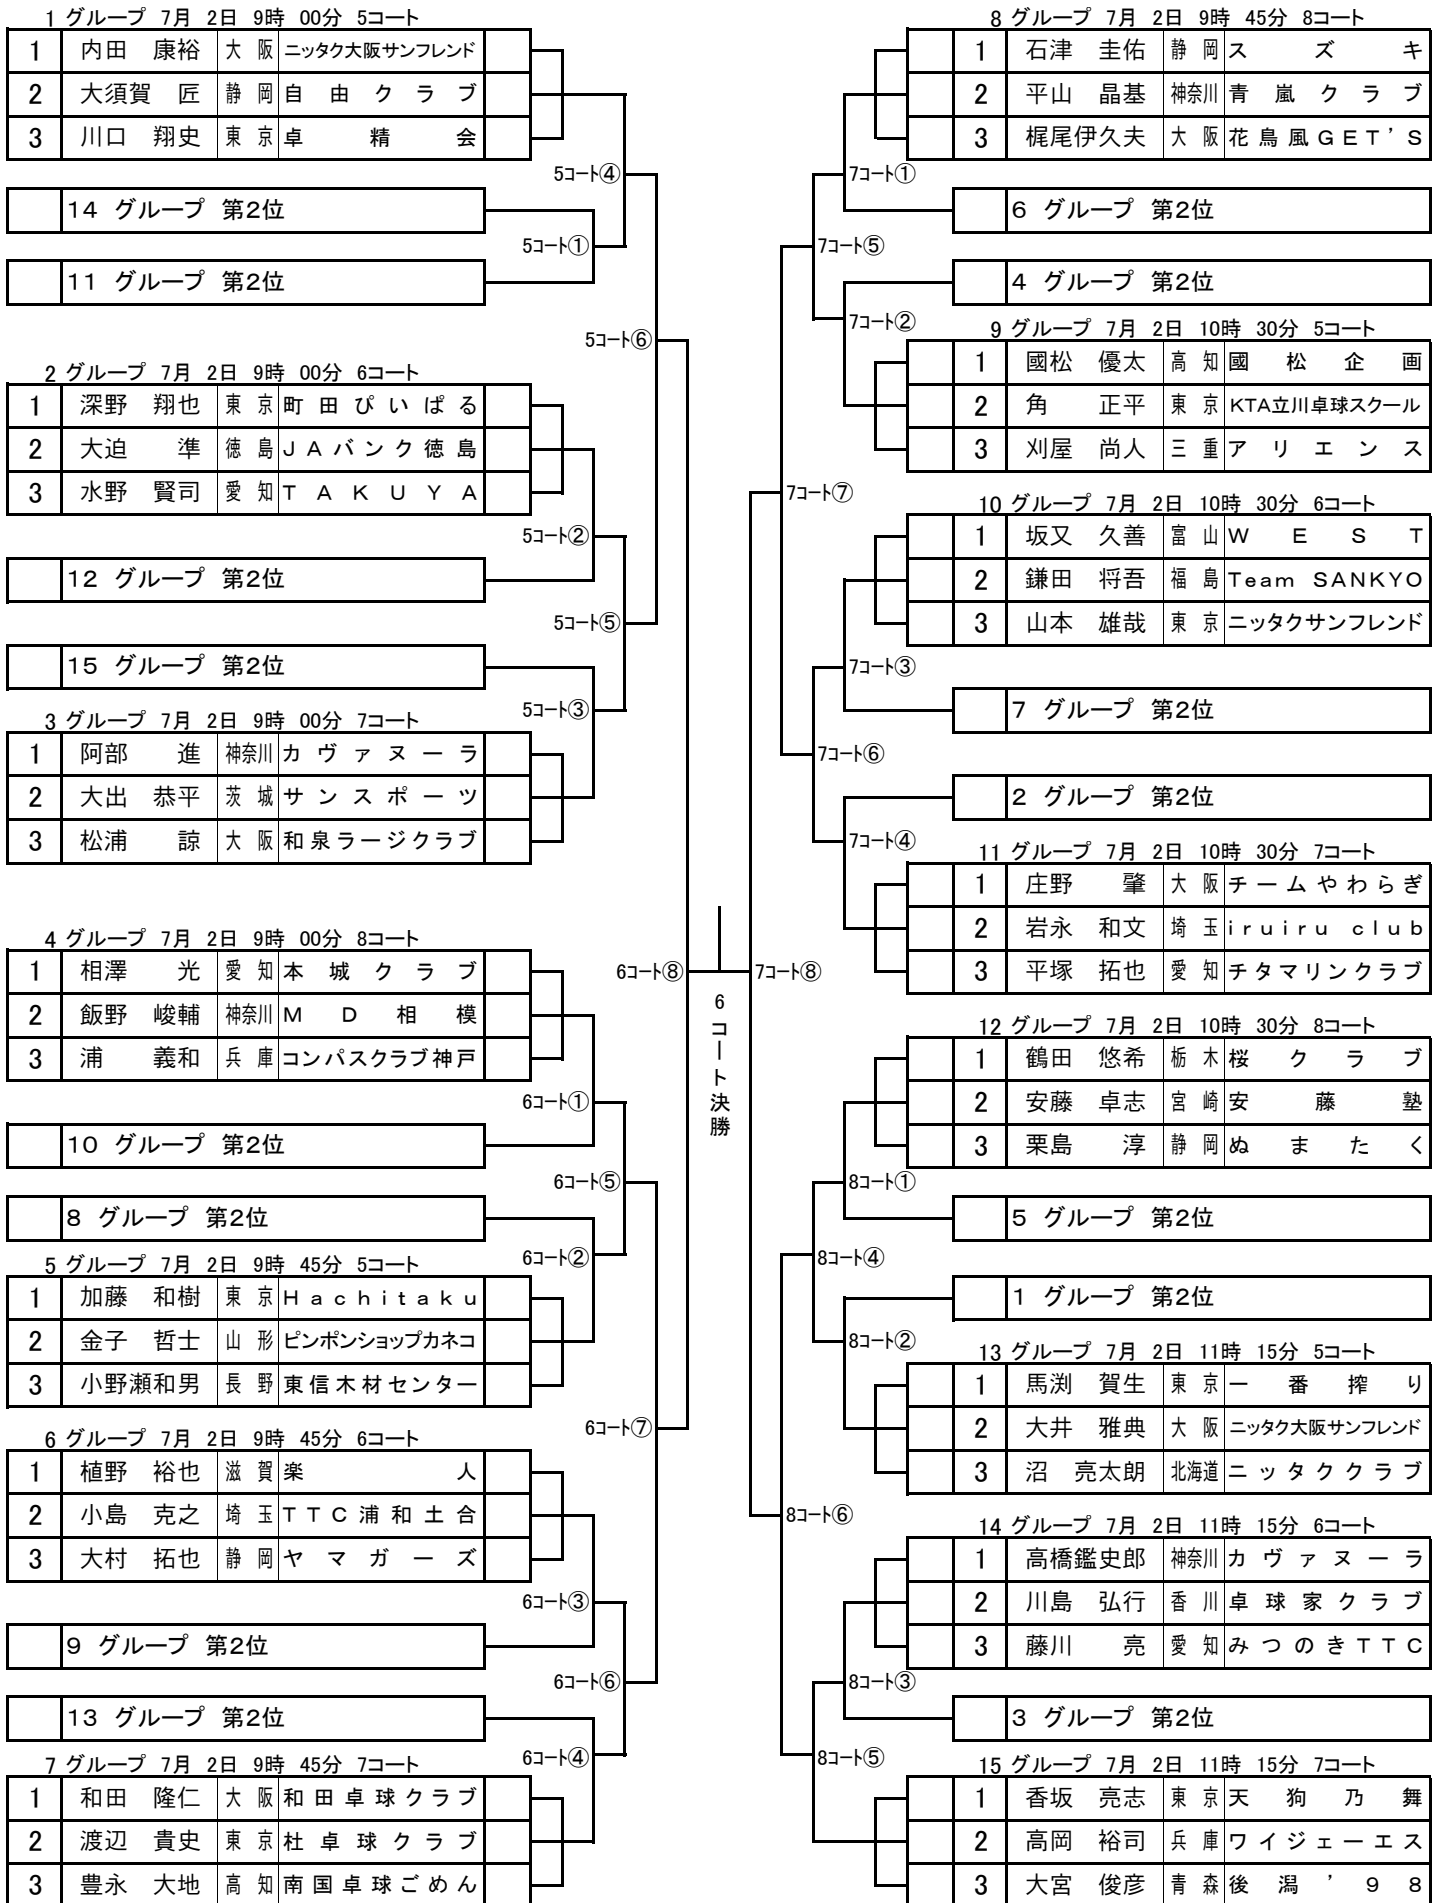 1 グループ 7月 2日 9時 00分 5コート
1 内田 康裕 大阪 ニッタク大阪サンフレンド
2 大須賀 匠 静岡 自由クラブ
3 川口 翔史 東京 卓精会
5コート④
14 グループ 第2位
5コート①
11 グループ 第2位
5コート⑥
2 グループ 7月 2日 9時 00分 6コート
1 深野 翔也 東京 町田ぴいぱる
2 大迫 準 徳島 JAバンク徳島
3 水野 賢司 愛知 TAKUYA
5コート②
12 グループ 第2位
5コート⑤
15 グループ 第2位
5コート③
3 グループ 7月 2日 9時 00分 7コート
1 阿部 進 神奈川 カヴァヌーラ
2 大出 恭平 茨城 サンスポーツ
3 松浦 諒 大阪 和泉ラージクラブ
4 グループ 7月 2日 9時 00分 8コート
1 相澤 光 愛知 本城クラブ
2 飯野 峻輔 神奈川 MD相模
3 浦 義和 兵庫 コンパスクラブ神戸
6コート①
10 グループ 第2位
6コート⑤
8 グループ 第2位
6コート②
5 グループ 7月 2日 9時 45分 5コート
1 加藤 和樹 東京 Hachitaku
2 金子 哲士 山形 ピンポンショップカネコ
3 小野瀬和男 長野 東信木材センター
6コート⑦
6 グループ 7月 2日 9時 45分 6コート
1 植野 裕也 滋賀 楽人
2 小島 克之 埼玉 TTC浦和土合
3 大村 拓也 静岡 ヤマガーズ
6コート③
9 グループ 第2位
6コート⑥
13 グループ 第2位
6コート④
7 グループ 7月 2日 9時 45分 7コート
1 和田 隆仁 大阪 和田卓球クラブ
2 渡辺 貴史 東京 杜卓球クラブ
3 豊永 大地 高知 南国卓球ごめん
6コート⑧
6コート決勝
7コート⑧
8 グループ 7月 2日 9時 45分 8コート
1 石津 圭佑 静岡 スズキ
2 平山 晶基 神奈川 青嵐クラブ
3 梶尾伊久夫 大阪 花鳥風GET'S
7コート①
6 グループ 第2位
7コート⑤
4 グループ 第2位
7コート②
9 グループ 7月 2日 10時 30分 5コート
1 國松 優太 高知 國松企画
2 角 正平 東京 KTA立川卓球スクール
3 刈屋 尚人 三重 アリエンス
7コート⑦
10 グループ 7月 2日 10時 30分 6コート
1 坂又 久善 富山 WEST
2 鎌田 将吾 福島 Team SANKYO
3 山本 雄哉 東京 ニッタクサンフレンド
7コート③
7 グループ 第2位
7コート⑥
2 グループ 第2位
7コート④
11 グループ 7月 2日 10時 30分 7コート
1 庄野 肇 大阪 チームやわらぎ
2 岩永 和文 埼玉 iruiru club
3 平塚 拓也 愛知 チタマリンクラブ
12 グループ 7月 2日 10時 30分 8コート
1 鶴田 悠希 栃木 桜クラブ
2 安藤 卓志 宮崎 安藤塾
3 栗島 淳 静岡 ぬまたく
8コート①
5 グループ 第2位
8コート④
1 グループ 第2位
8コート②
13 グループ 7月 2日 11時 15分 5コート
1 馬渕 賀生 東京 一番搾り
2 大井 雅典 大阪 ニッタク大阪サンフレンド
3 沼 亮太朗 北海道 ニッタククラブ
8コート⑥
14 グループ 7月 2日 11時 15分 6コート
1 高橋鑑史郎 神奈川 カヴァヌーラ
2 川島 弘行 香川 卓球家クラブ
3 藤川 亮 愛知 みつのきTTC
8コート③
3 グループ 第2位
8コート⑤
15 グループ 7月 2日 11時 15分 7コート
1 香坂 亮志 東京 天狗乃舞
2 高岡 裕司 兵庫 ワイジェーエス
3 大宮 俊彦 青森 後潟'98